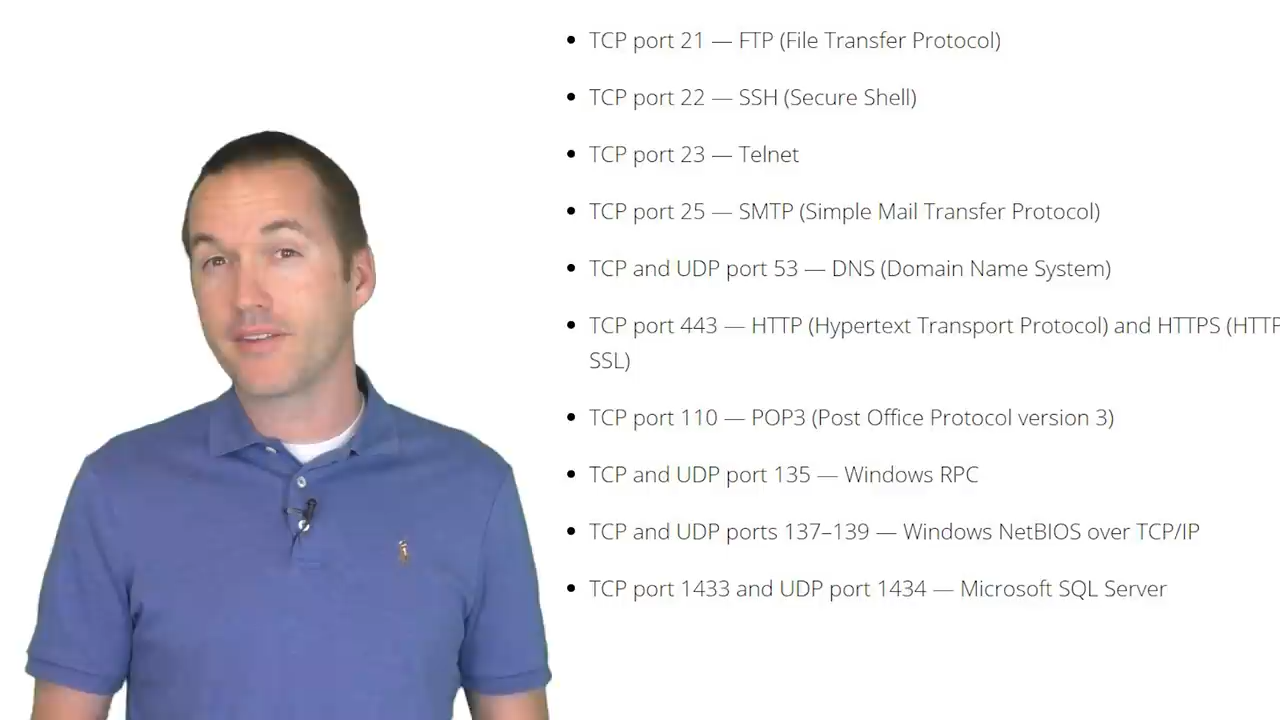 TCP port 21 — FTP (File Transfer Protocol)
TCP port 22 — SSH (Secure Shell)
TCP port 23 — Telnet
TCP port 25 — SMTP (Simple Mail Transfer Protocol)
TCP and UDP port 53 — DNS (Domain Name System)
TCP port 443 — HTTP (Hypertext Transport Protocol) and HTTPS (HTTP
SSL)
TCP port 110 — POP3 (Post Office Protocol version 3)
TCP and UDP port 135 — Windows RPC
TCP and UDP ports 137–139 — Windows NetBIOS over TCP/IP
TCP port 1433 and UDP port 1434 — Microsoft SQL Server